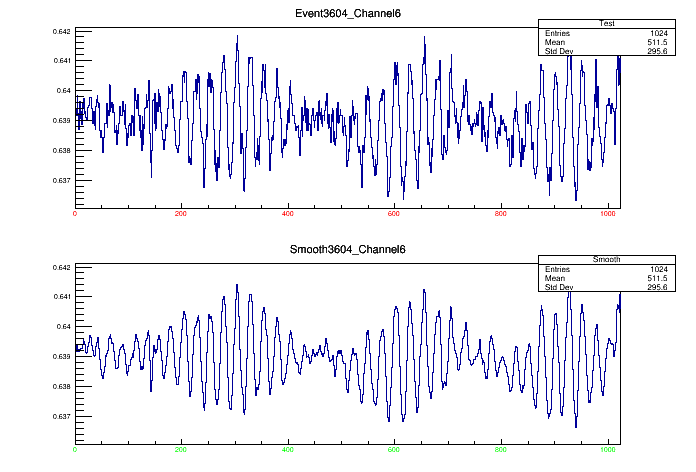 Event3604_Channel6
Test
Entries 1024
Mean 511.5
Std Dev 295.6
0.642
0.641
0.64
0.639
0.638
0.637
0 200 400 600 800 1000
Smooth3604_Channel6
Smooth
Entries 1024
Mean 511.5
Std Dev 295.6
0.642
0.641
0.64
0.639
0.638
0.637
0 200 400 600 800 1000